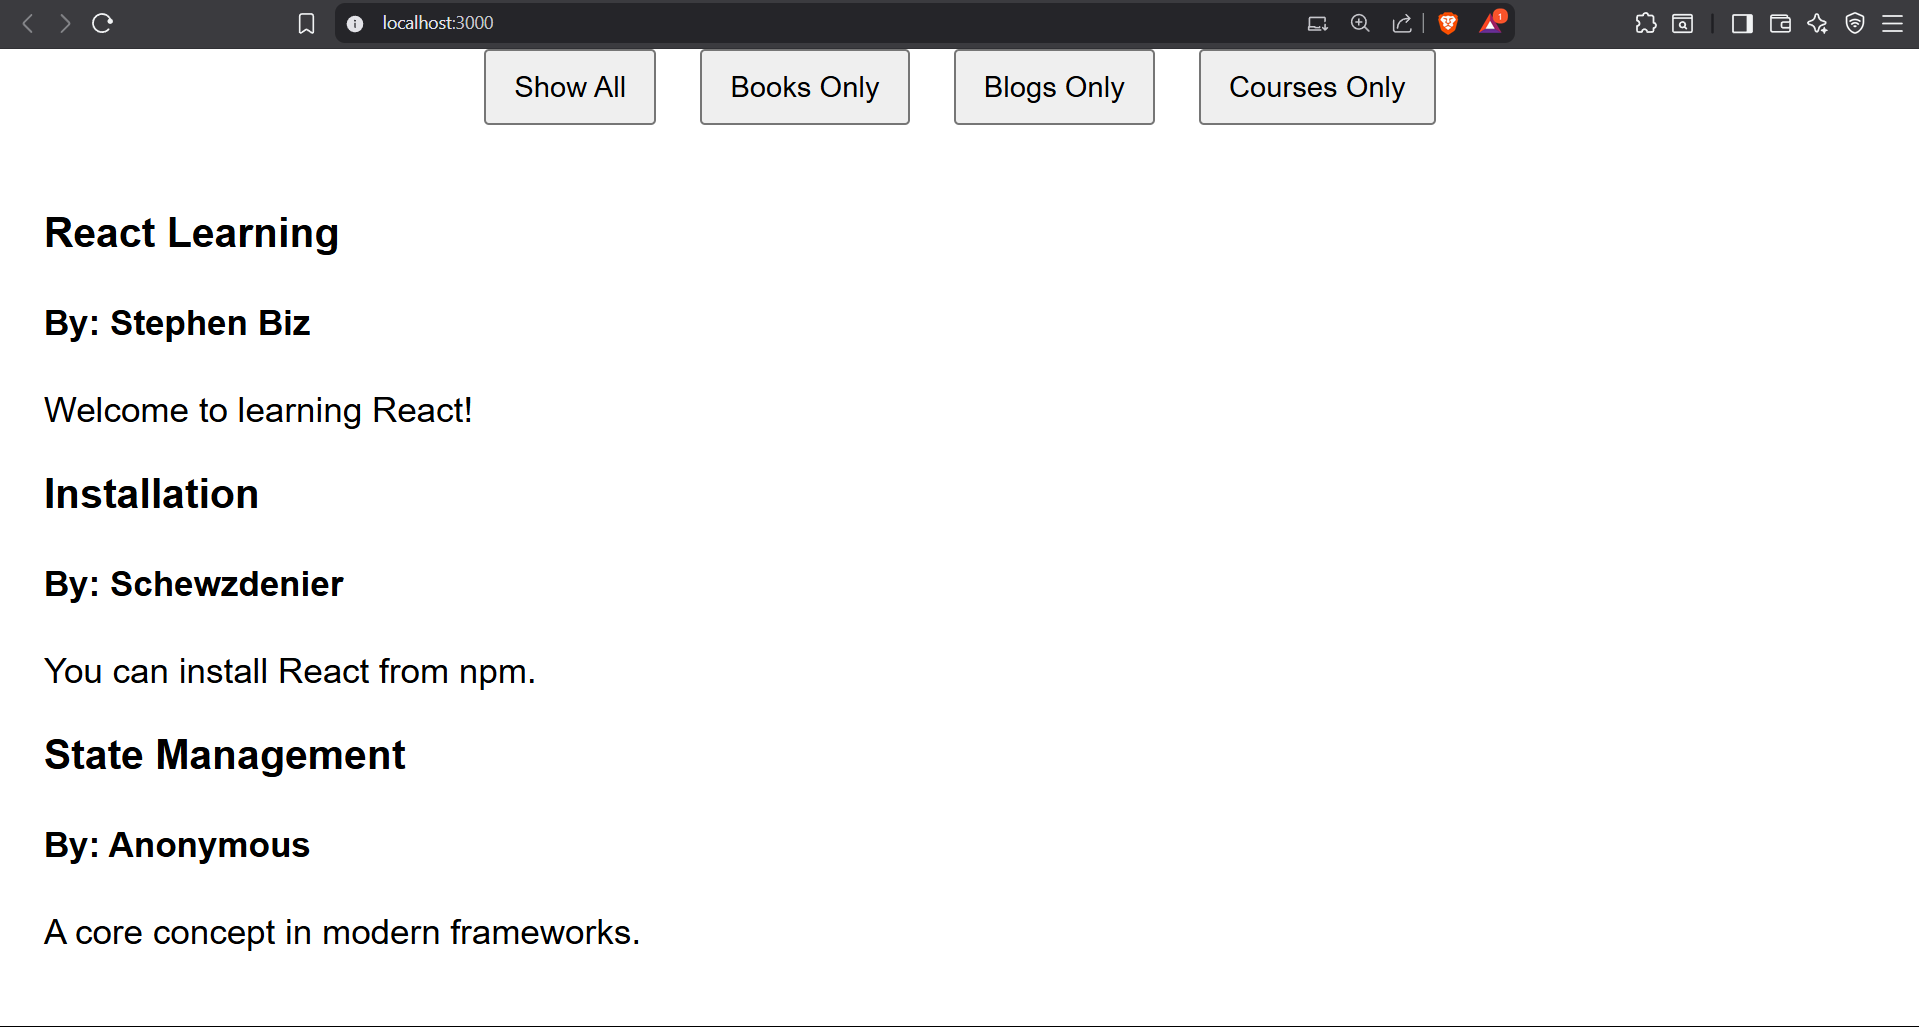 localhost:3000
1
Show All
Books Only
Blogs Only
Courses Only
React Learning
By: Stephen Biz
Welcome to learning React!
Installation
By: Schewzdenier
You can install React from npm.
State Management
By: Anonymous
A core concept in modern frameworks.